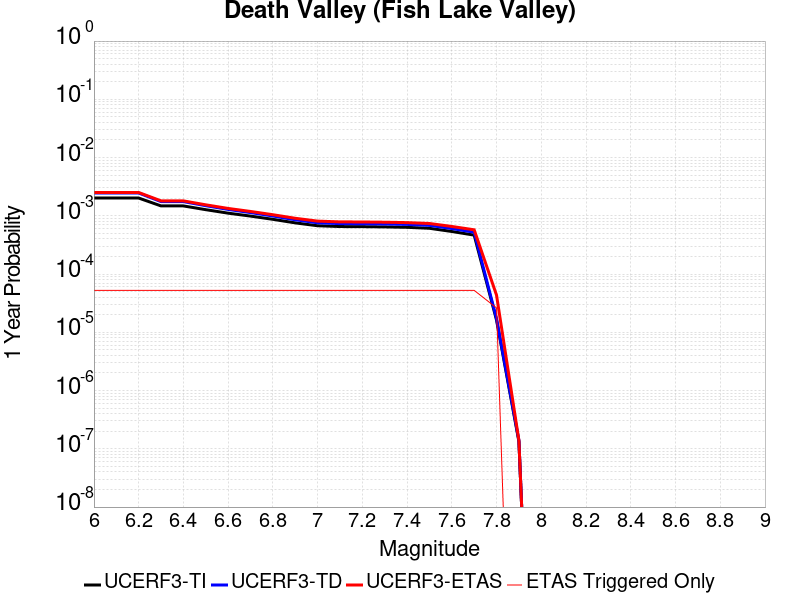 Death Valley (Fish Lake Valley)
10^0
10^-1
10^-2
10^-3
10^-4
10^-5
10^-6
10^-7
10^-8
1 Year Probability
6 6.2 6.4 6.6 6.8 7 7.2 7.4 7.6 7.8 8 8.2 8.4 8.6 8.8 9
Magnitude
UCERF3-TI UCERF3-TD UCERF3-ETAS ETAS Triggered Only